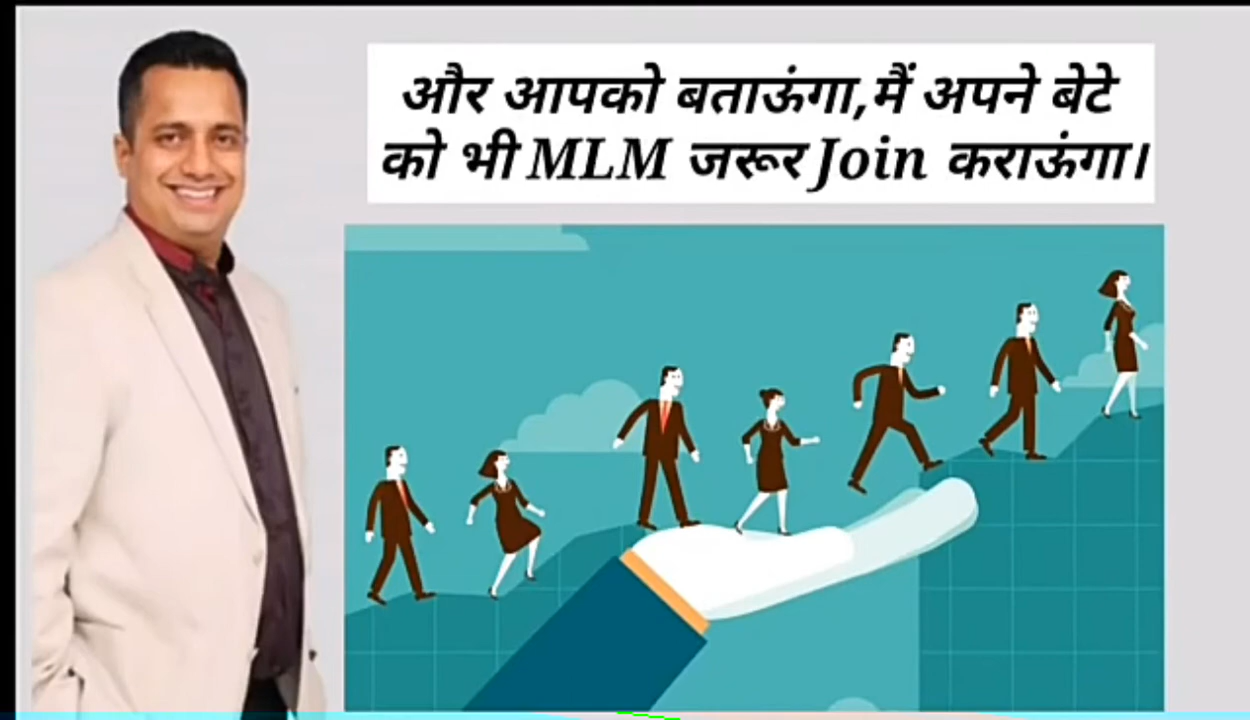 और आपको बताऊंगा,मैं अपने बेटे
को भी MLM जरूर Join कराऊंगा।